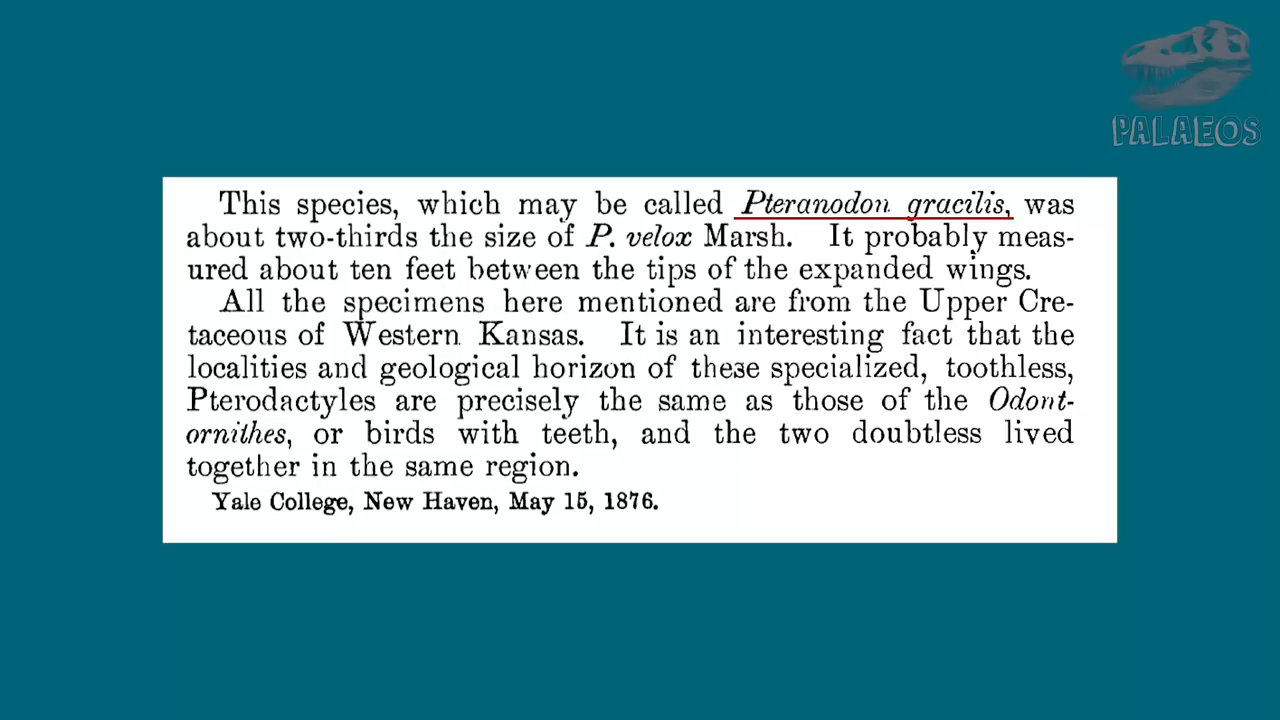 PALAEOS
This species, which may be called Pteranodon gracilis, was
about two-thirds the size of P. velox Marsh. It probably meas-
ured about ten feet between the tips of the expanded wings.
All the specimens here mentioned are from the Upper Cre-
taceous of Western Kansas. It is an interesting fact that the
localities and geological horizon of these specialized, toothless,
Pterodactyles are precisely the same as those of the Odont-
ornithes, or birds with teeth, and the two doubtless lived
together in the same region.
Yale College, New Haven, May 15, 1876.